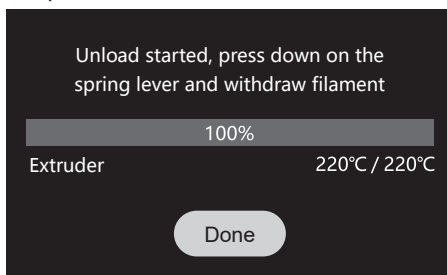 Unload started, press down on the
spring lever and withdraw filament
100%
Extruder 220℃ / 220℃
Done